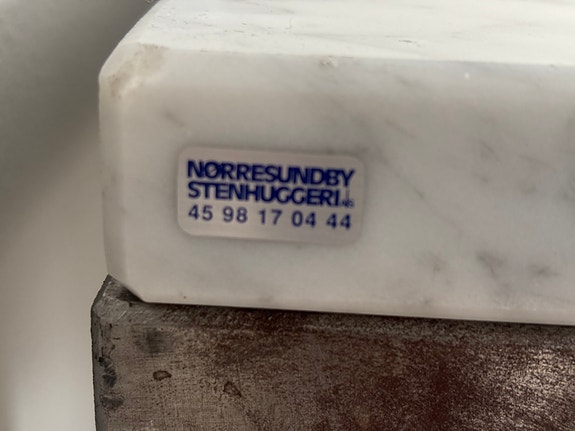 NØRRESUNDBY
STENHUGGERI A/S
45 98 17 04 44